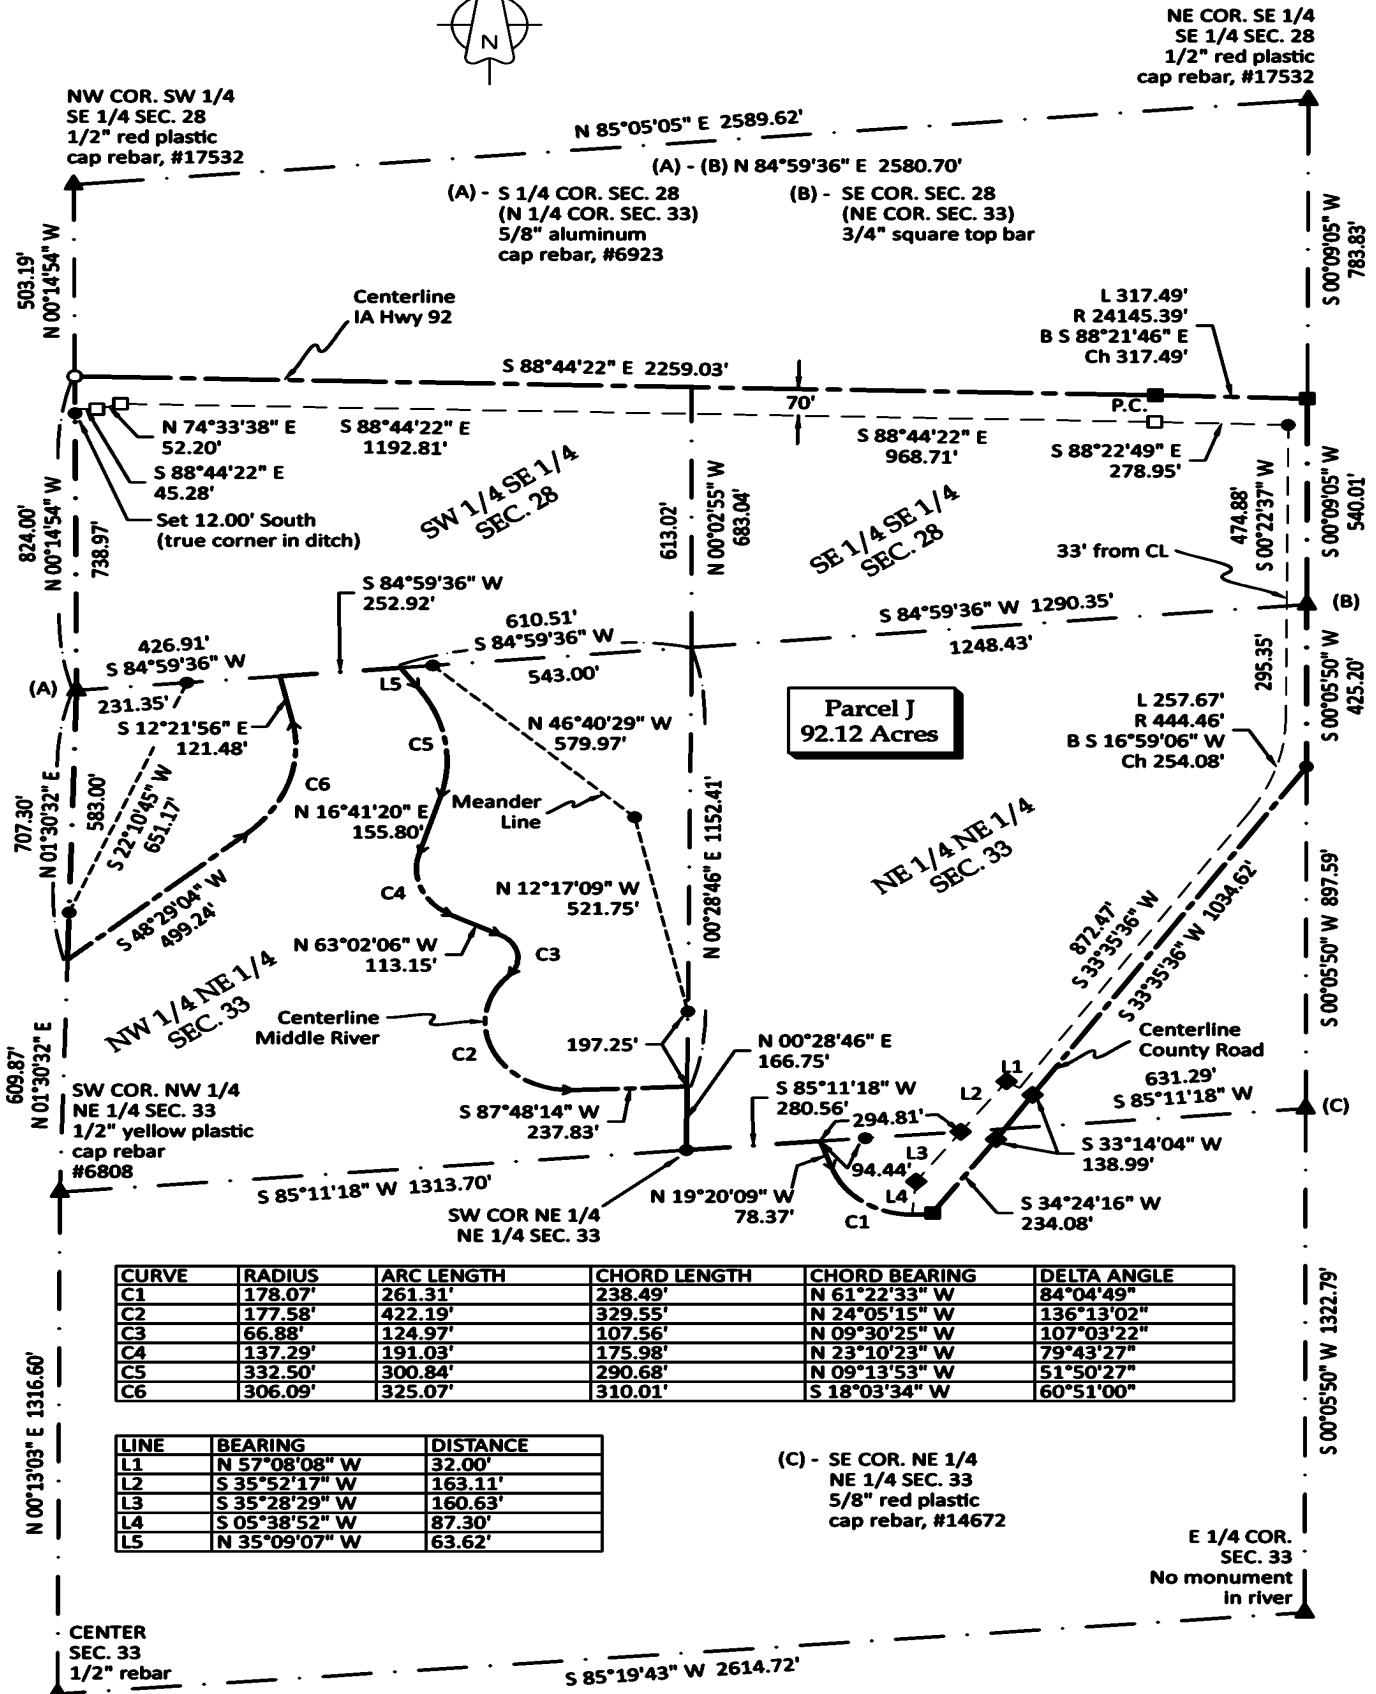 N
NE COR. SE 1/4
SE 1/4 SEC. 28
1/2" red plastic
cap rebar, #17532
NW COR. SW 1/4
SE 1/4 SEC. 28
1/2" red plastic
cap rebar, #17532
N 85°05'05" E 2589.62'
(A) - (B) N 84°59'36" E 2580.70'
(A) - S 1/4 COR. SEC. 28
(N 1/4 COR. SEC. 33)
5/8" aluminum
cap rebar, #6923
(B) - SE COR. SEC. 28
(NE COR. SEC. 33)
3/4" square top bar
503.19'
N 00°14'54" W
S 00°09'05" W
783.83'
Centerline
IA Hwy 92
L 317.49'
R 24145.39'
B S 88°21'46" E
Ch 317.49'
S 88°44'22" E 2259.03'
70'
P.C.
N 74°33'38" E
52.20'
S 88°44'22" E
1192.81'
S 88°44'22" E
968.71'
S 88°22'49" E
278.95'
S 88°44'22" E
45.28'
Set 12.00' South
(true corner in ditch)
824.00'
N 00°14'54" W
738.97'
SW 1/4 SE 1/4
SEC. 28
613.02'
N 00°02'55" W
683.04'
SE 1/4 SE 1/4
SEC. 28
474.88'
S 00°22'37" W
S 00°09'05" W
540.01'
33' from CL
S 84°59'36" W
252.92'
610.51'
S 84°59'36" W
543.00'
S 84°59'36" W 1290.35'
1248.43'
(B)
426.91'
S 84°59'36" W
(A)
231.35'
L5
S 12°21'56" E
121.48'
C5
N 46°40'29" W
579.97'
Parcel J
92.12 Acres
295.35'
S 00°05'50" W
425.20'
L 257.67'
R 444.46'
B S 16°59'06" W
Ch 254.08'
C6
707.30'
N 01°30'32" E
583.00'
S 22°10'45" W
651.17'
N 16°41'20" E
155.80'
Meander
Line
N 00°28'46" E 1152.41'
NE 1/4 NE 1/4
SEC. 33
S 48°29'04" W
499.24'
C4
N 12°17'09" W
521.75'
872.47'
S 33°35'36" W
S 33°35'36" W 1034.62'
S 00°05'50" W 897.59'
N 63°02'06" W
113.15'
C3
NW 1/4 NE 1/4
SEC. 33
Centerline
Middle River
C2
197.25'
N 00°28'46" E
166.75'
Centerline
County Road
609.87'
N 01°30'32" E
SW COR. NW 1/4
NE 1/4 SEC. 33
1/2" yellow plastic
cap rebar
#6808
S 87°48'14" W
237.83'
S 85°11'18" W
280.56'
294.81'
L1
L2
631.29'
S 85°11'18" W
(C)
S 33°14'04" W
138.99'
L3
94.44'
L4
S 85°11'18" W 1313.70'
SW COR NE 1/4
NE 1/4 SEC. 33
N 19°20'09" W
78.37'
C1
S 34°24'16" W
234.08'
CURVE RADIUS ARC LENGTH CHORD LENGTH CHORD BEARING DELTA ANGLE
C1 178.07' 261.31' 238.49' N 61°22'33" W 84°04'49"
C2 177.58' 422.19' 329.55' N 24°05'15" W 136°13'02"
C3 66.88' 124.97' 107.56' N 09°30'25" W 107°03'22"
C4 137.29' 191.03' 175.98' N 23°10'23" W 79°43'27"
C5 332.50' 300.84' 290.68' N 09°13'53" W 51°50'27"
C6 306.09' 325.07' 310.01' S 18°03'34" W 60°51'00"
N 00°13'03" E 1316.60'
S 00°05'50" W 1322.79'
LINE BEARING DISTANCE
L1 N 57°08'08" W 32.00'
L2 S 35°52'17" W 163.11'
L3 S 35°28'29" W 160.63'
L4 S 05°38'52" W 87.30'
L5 N 35°09'07" W 63.62'
(C) - SE COR. NE 1/4
NE 1/4 SEC. 33
5/8" red plastic
cap rebar, #14672
E 1/4 COR.
SEC. 33
No monument
in river
CENTER
SEC. 33
1/2" rebar
S 85°19'43" W 2614.72'